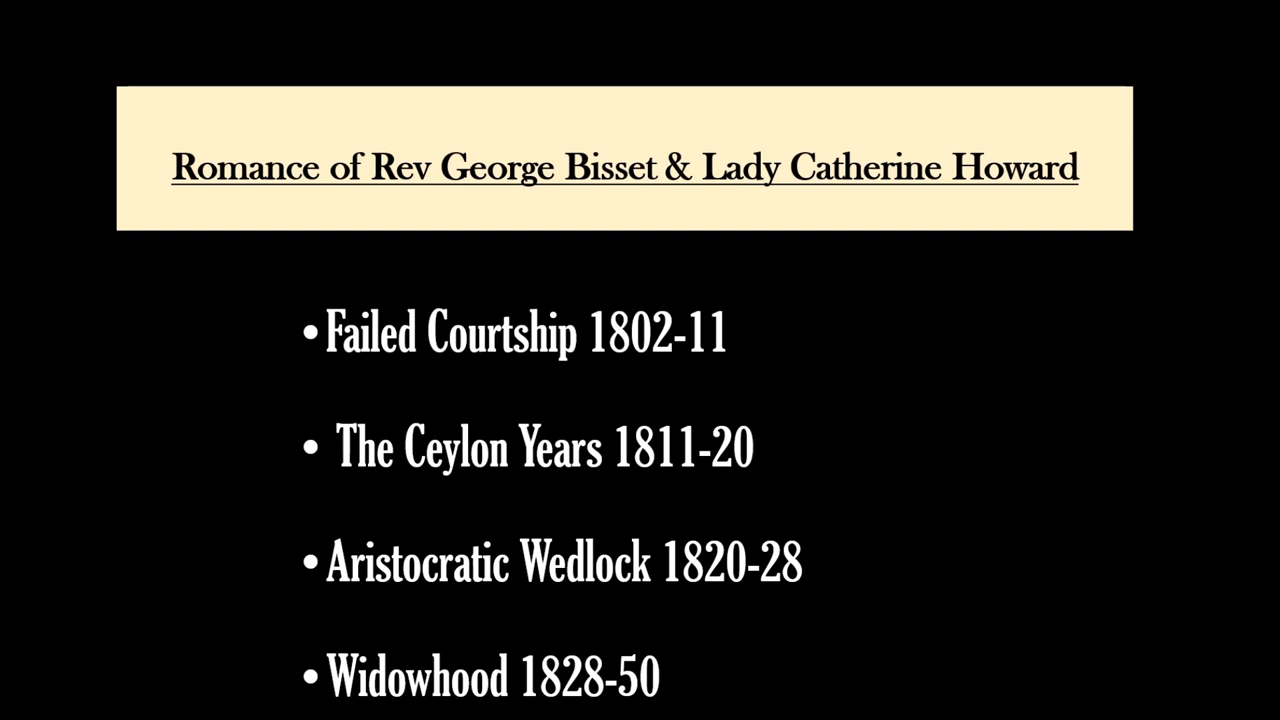 Romance of Rev George Bisset & Lady Catherine Howard
• Failed Courtship 1802-11
• The Ceylon Years 1811-20
• Aristocratic Wedlock 1820-28
• Widowhood 1828-50